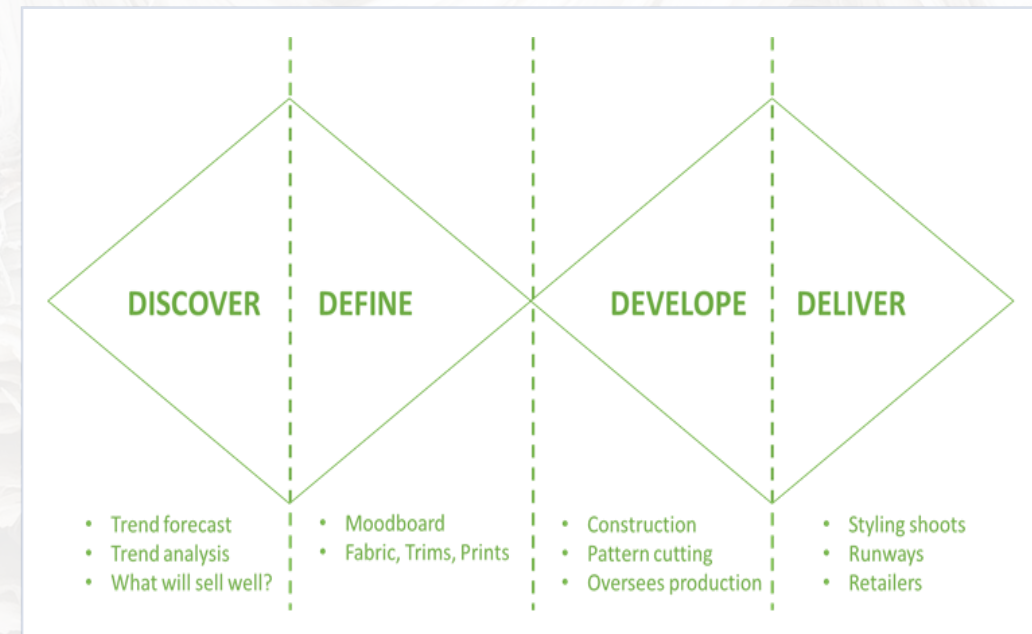 DISCOVER
DEFINE
DEVELOPE
DELIVER
• Trend forecast
• Trend analysis
• What will sell well?
• Moodboard
• Fabric, Trims, Prints
• Construction
• Pattern cutting
• Oversees production
• Styling shoots
• Runways
• Retailers